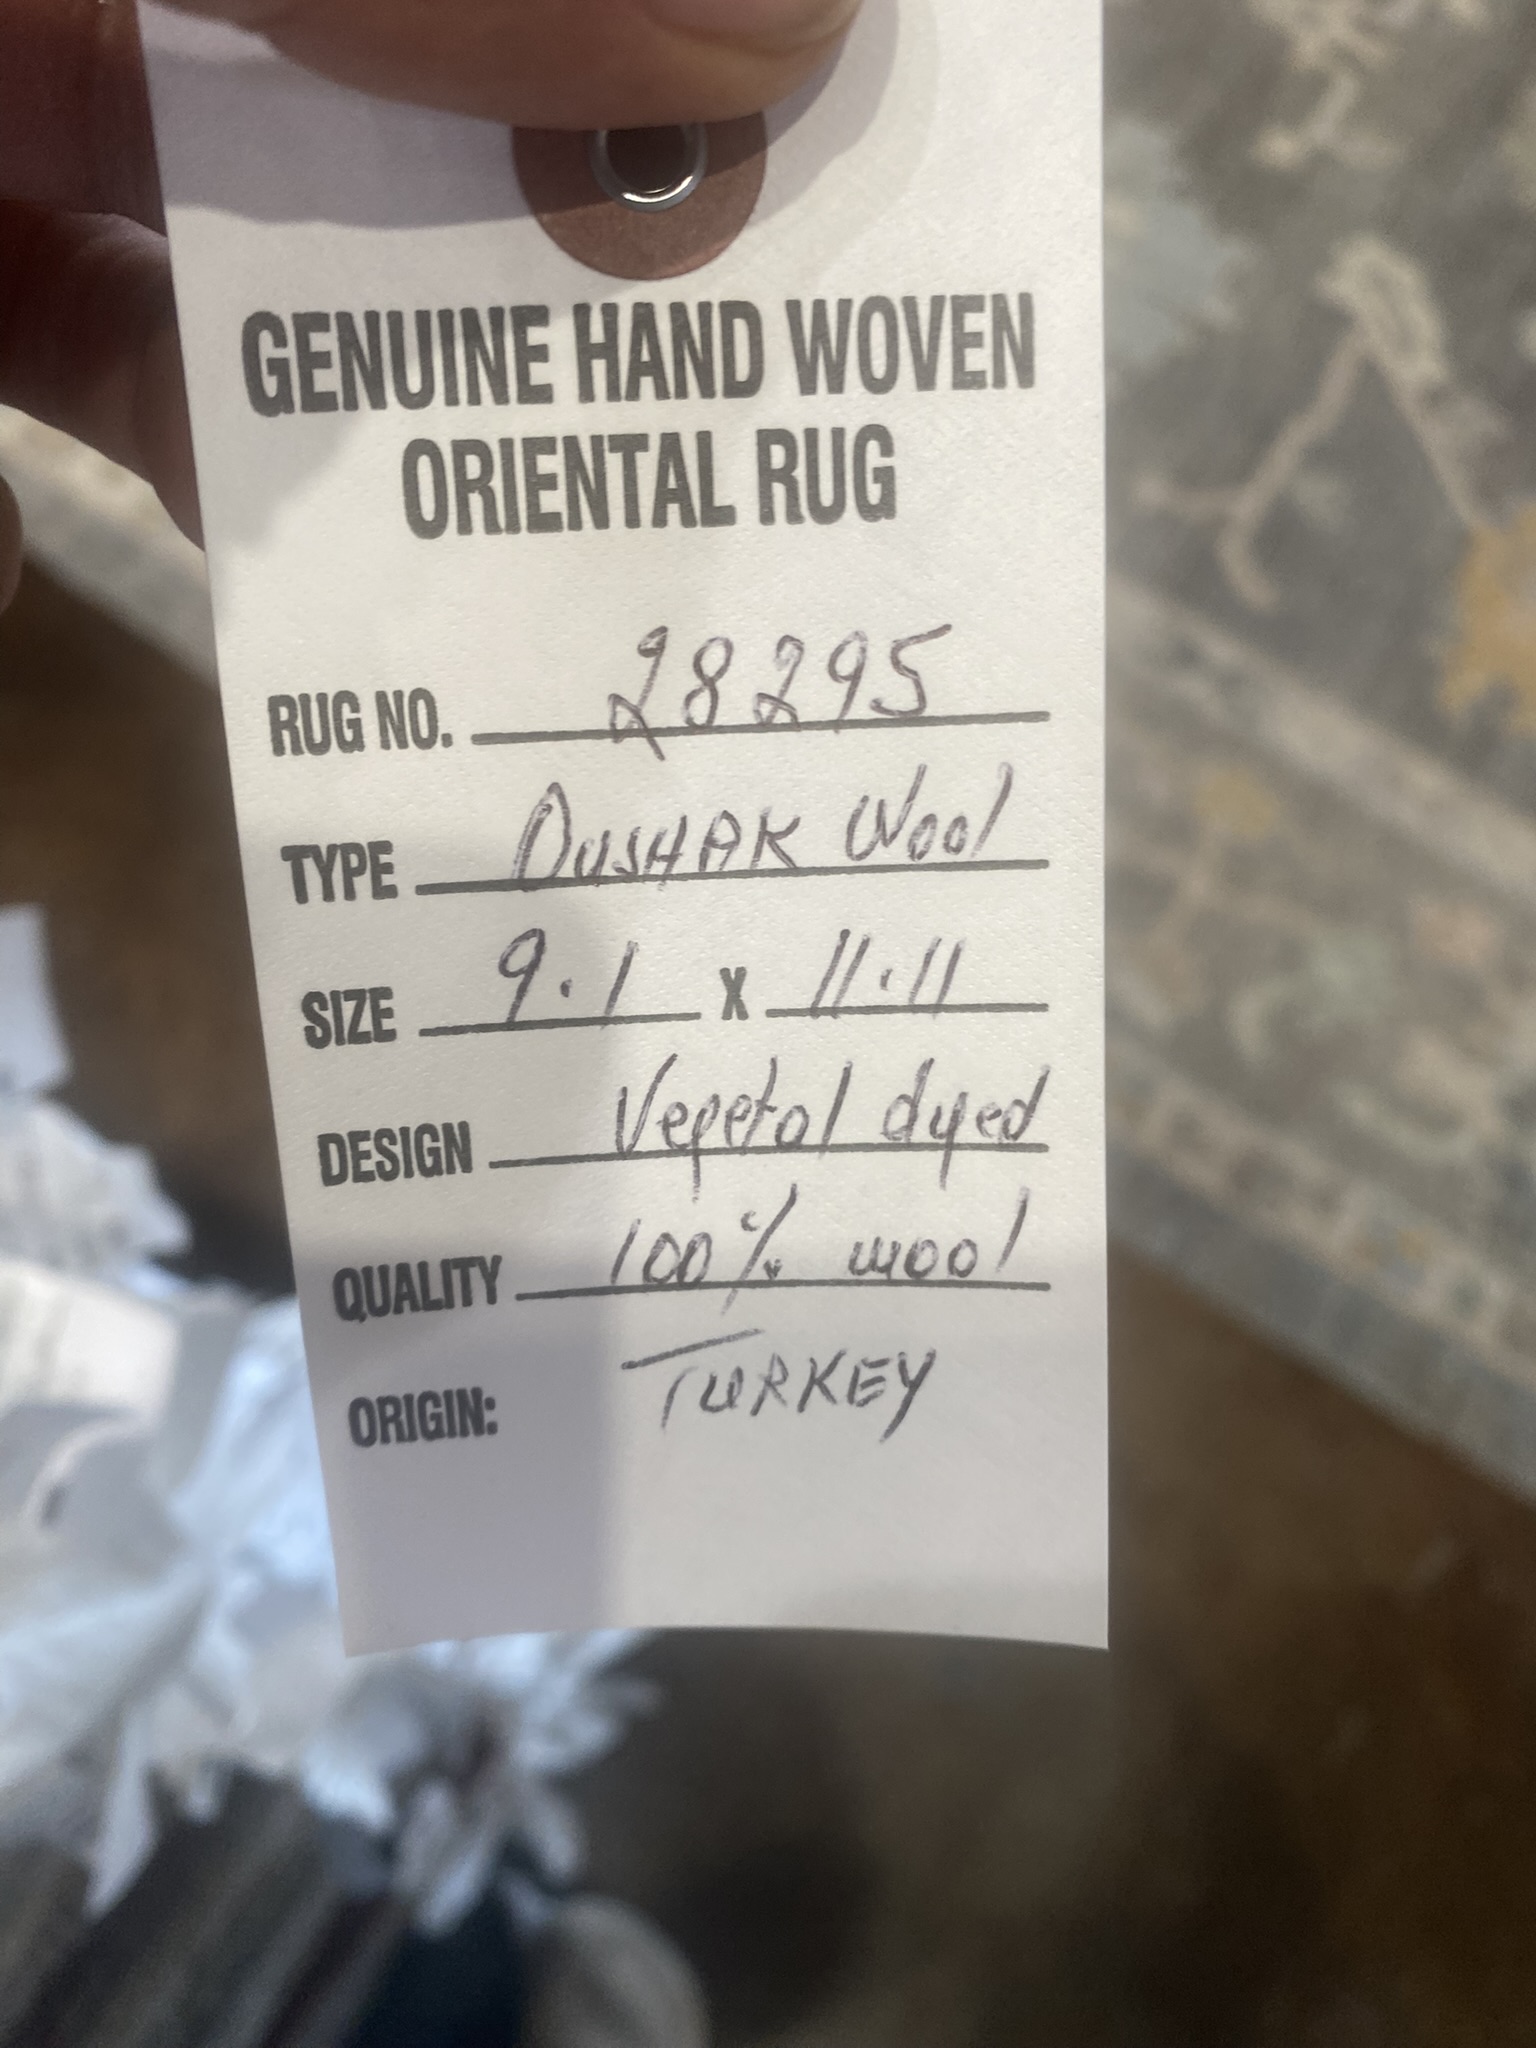 GENUINE HAND WOVEN
ORIENTAL RUG
RUG NO. 28295
TYPE OUSHAK Wool
SIZE 9.1 X 11.11
DESIGN Vegetal dyed
QUALITY 100% wool
ORIGIN: TURKEY